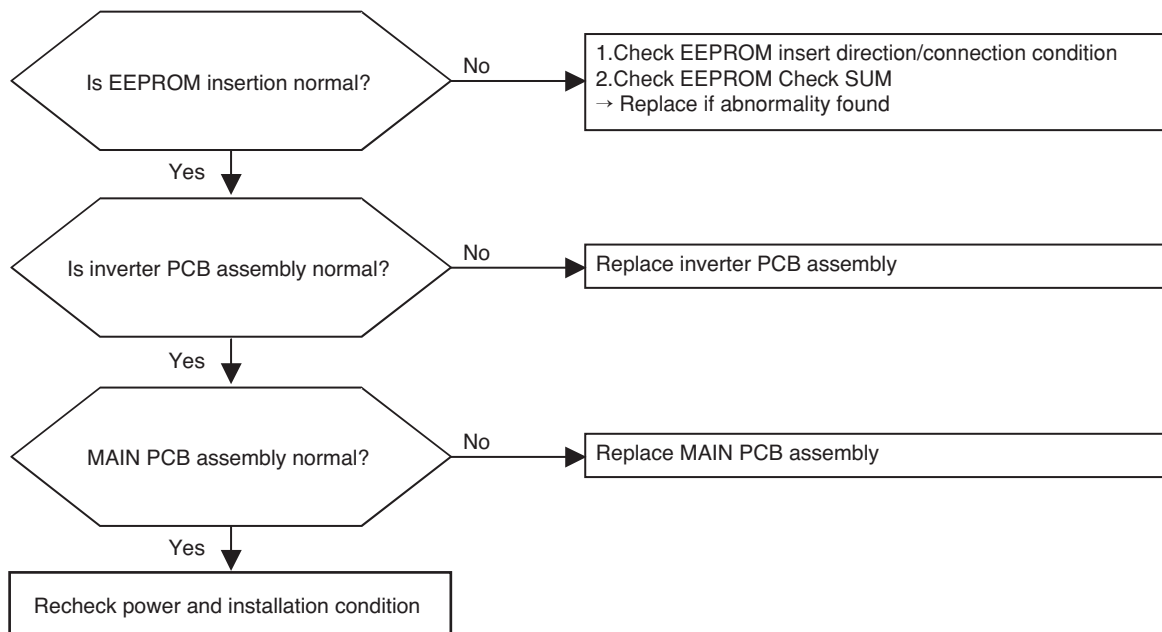 Is EEPROM insertion normal?
No
1.Check EEPROM insert direction/connection condition
2.Check EEPROM Check SUM
→ Replace if abnormality found
Yes
Is inverter PCB assembly normal?
No
Replace inverter PCB assembly
Yes
MAIN PCB assembly normal?
No
Replace MAIN PCB assembly
Yes
Recheck power and installation condition